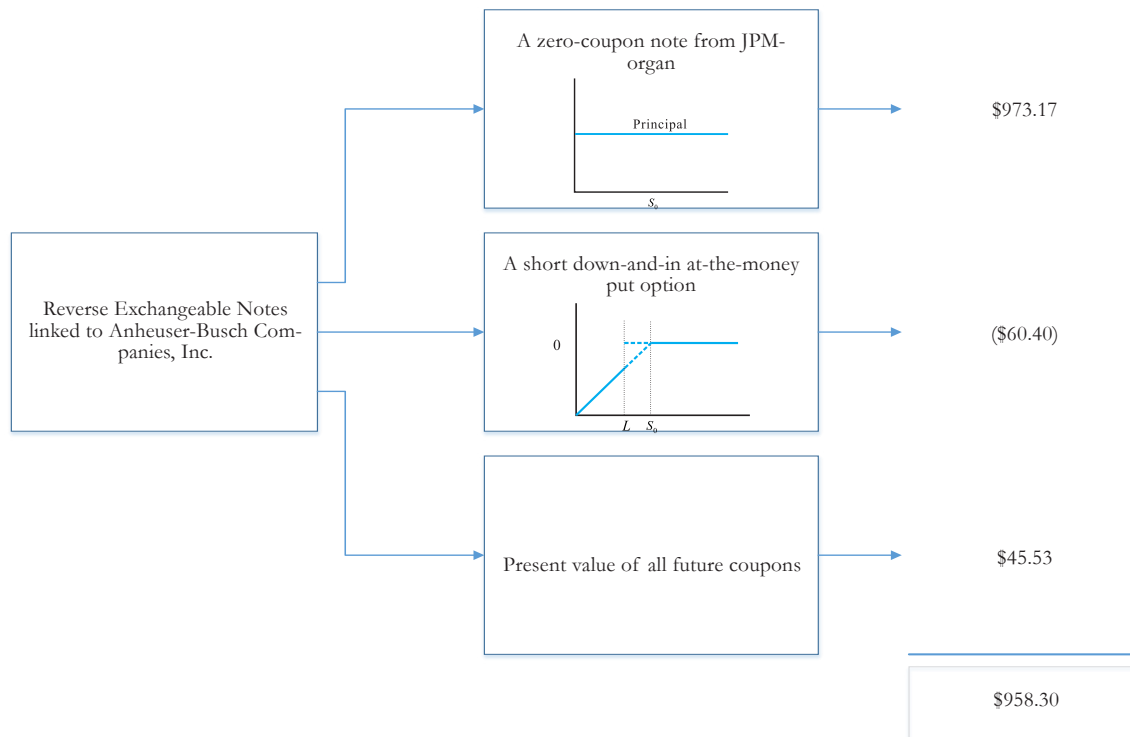 A zero-coupon note from JPM-
organ
Principal
S₀
$973.17
Reverse Exchangeable Notes
linked to Anheuser-Busch Com-
panies, Inc.
A short down-and-in at-the-money
put option
0
L S₀
($60.40)
Present value of all future coupons
$45.53
$958.30